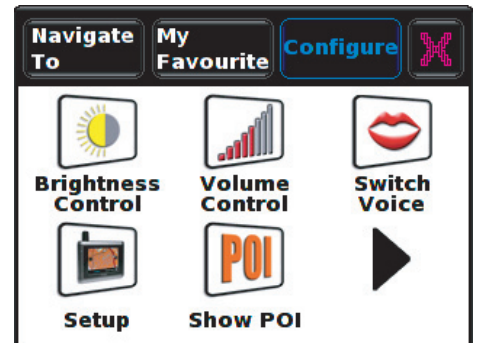 Navigate To
My Favourite
Configure
Brightness Control
Volume Control
Switch Voice
POI
Setup
Show POI